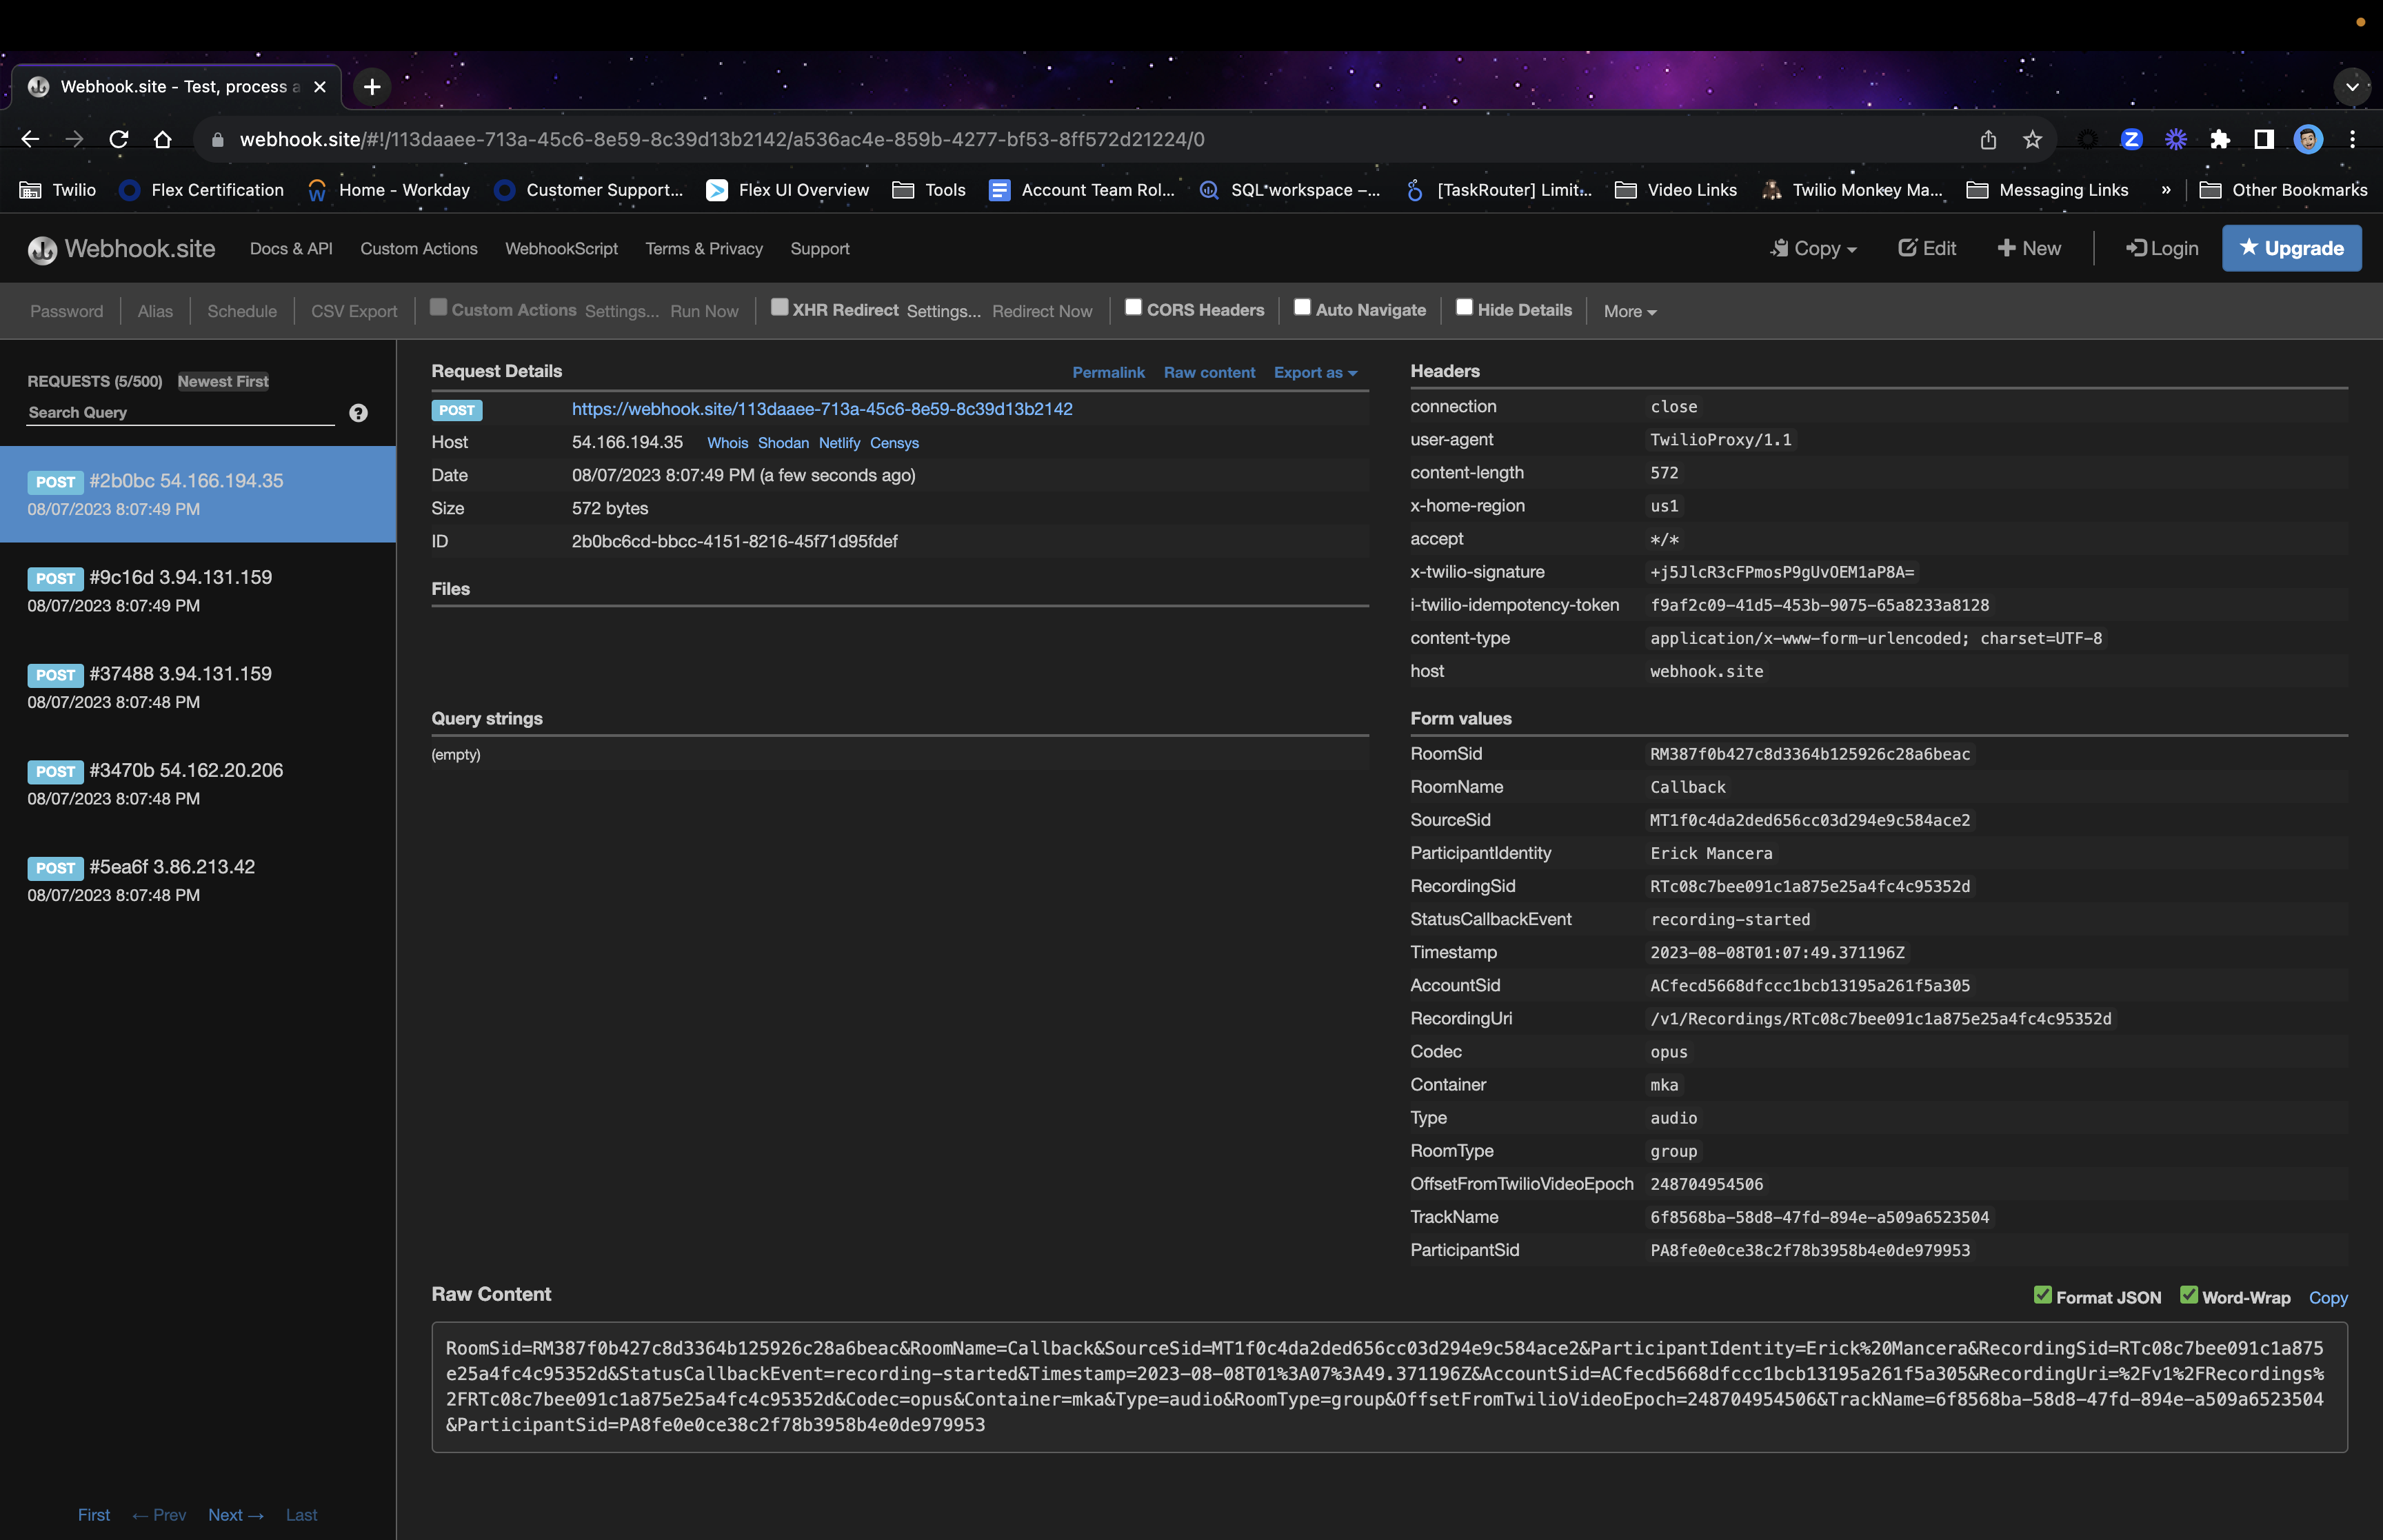 Webhook.site - Test, process a
webhook.site/#!/113daaee-713a-45c6-8e59-8c39d13b2142/a536ac4e-859b-4277-bf53-8ff572d21224/0
Twilio Flex Certification Home - Workday Customer Support... Flex UI Overview Tools Account Team Rol... SQL workspace –... [TaskRouter] Limit... Video Links Twilio Monkey Ma... Messaging Links » Other Bookmarks
Webhook.site Docs & API Custom Actions WebhookScript Terms & Privacy Support Copy Edit New Login Upgrade
Password Alias Schedule CSV Export Custom Actions Settings... Run Now XHR Redirect Settings... Redirect Now CORS Headers Auto Navigate Hide Details More
REQUESTS (5/500) Newest First
Search Query
POST #2b0bc 54.166.194.35
08/07/2023 8:07:49 PM
POST #9c16d 3.94.131.159
08/07/2023 8:07:49 PM
POST #37488 3.94.131.159
08/07/2023 8:07:48 PM
POST #3470b 54.162.20.206
08/07/2023 8:07:48 PM
POST #5ea6f 3.86.213.42
08/07/2023 8:07:48 PM
First ← Prev Next → Last
Request Details Permalink Raw content Export as
POST https://webhook.site/113daaee-713a-45c6-8e59-8c39d13b2142
Host 54.166.194.35 Whois Shodan Netlify Censys
Date 08/07/2023 8:07:49 PM (a few seconds ago)
Size 572 bytes
ID 2b0bc6cd-bbcc-4151-8216-45f71d95fdef
Files
Query strings
(empty)
Headers
connection close
user-agent TwilioProxy/1.1
content-length 572
x-home-region us1
accept */*
x-twilio-signature +j5JlcR3cFPmosP9gUvOEM1aP8A=
i-twilio-idempotency-token f9af2c09-41d5-453b-9075-65a8233a8128
content-type application/x-www-form-urlencoded; charset=UTF-8
host webhook.site
Form values
RoomSid RM387f0b427c8d3364b125926c28a6beac
RoomName Callback
SourceSid MT1f0c4da2ded656cc03d294e9c584ace2
ParticipantIdentity Erick Mancera
RecordingSid RTc08c7bee091c1a875e25a4fc4c95352d
StatusCallbackEvent recording-started
Timestamp 2023-08-08T01:07:49.371196Z
AccountSid ACfecd5668dfccc1bcb13195a261f5a305
RecordingUri /v1/Recordings/RTc08c7bee091c1a875e25a4fc4c95352d
Codec opus
Container mka
Type audio
RoomType group
OffsetFromTwilioVideoEpoch 248704954506
TrackName 6f8568ba-58d8-47fd-894e-a509a6523504
ParticipantSid PA8fe0e0ce38c2f78b3958b4e0de979953
Raw Content Format JSON Word-Wrap Copy
RoomSid=RM387f0b427c8d3364b125926c28a6beac&RoomName=Callback&SourceSid=MT1f0c4da2ded656cc03d294e9c584ace2&ParticipantIdentity=Erick%20Mancera&RecordingSid=RTc08c7bee091c1a875
e25a4fc4c95352d&StatusCallbackEvent=recording-started&Timestamp=2023-08-08T01%3A07%3A49.371196Z&AccountSid=ACfecd5668dfccc1bcb13195a261f5a305&RecordingUri=%2Fv1%2FRecordings%
2FRTc08c7bee091c1a875e25a4fc4c95352d&Codec=opus&Container=mka&Type=audio&RoomType=group&OffsetFromTwilioVideoEpoch=248704954506&TrackName=6f8568ba-58d8-47fd-894e-a509a6523504
&ParticipantSid=PA8fe0e0ce38c2f78b3958b4e0de979953